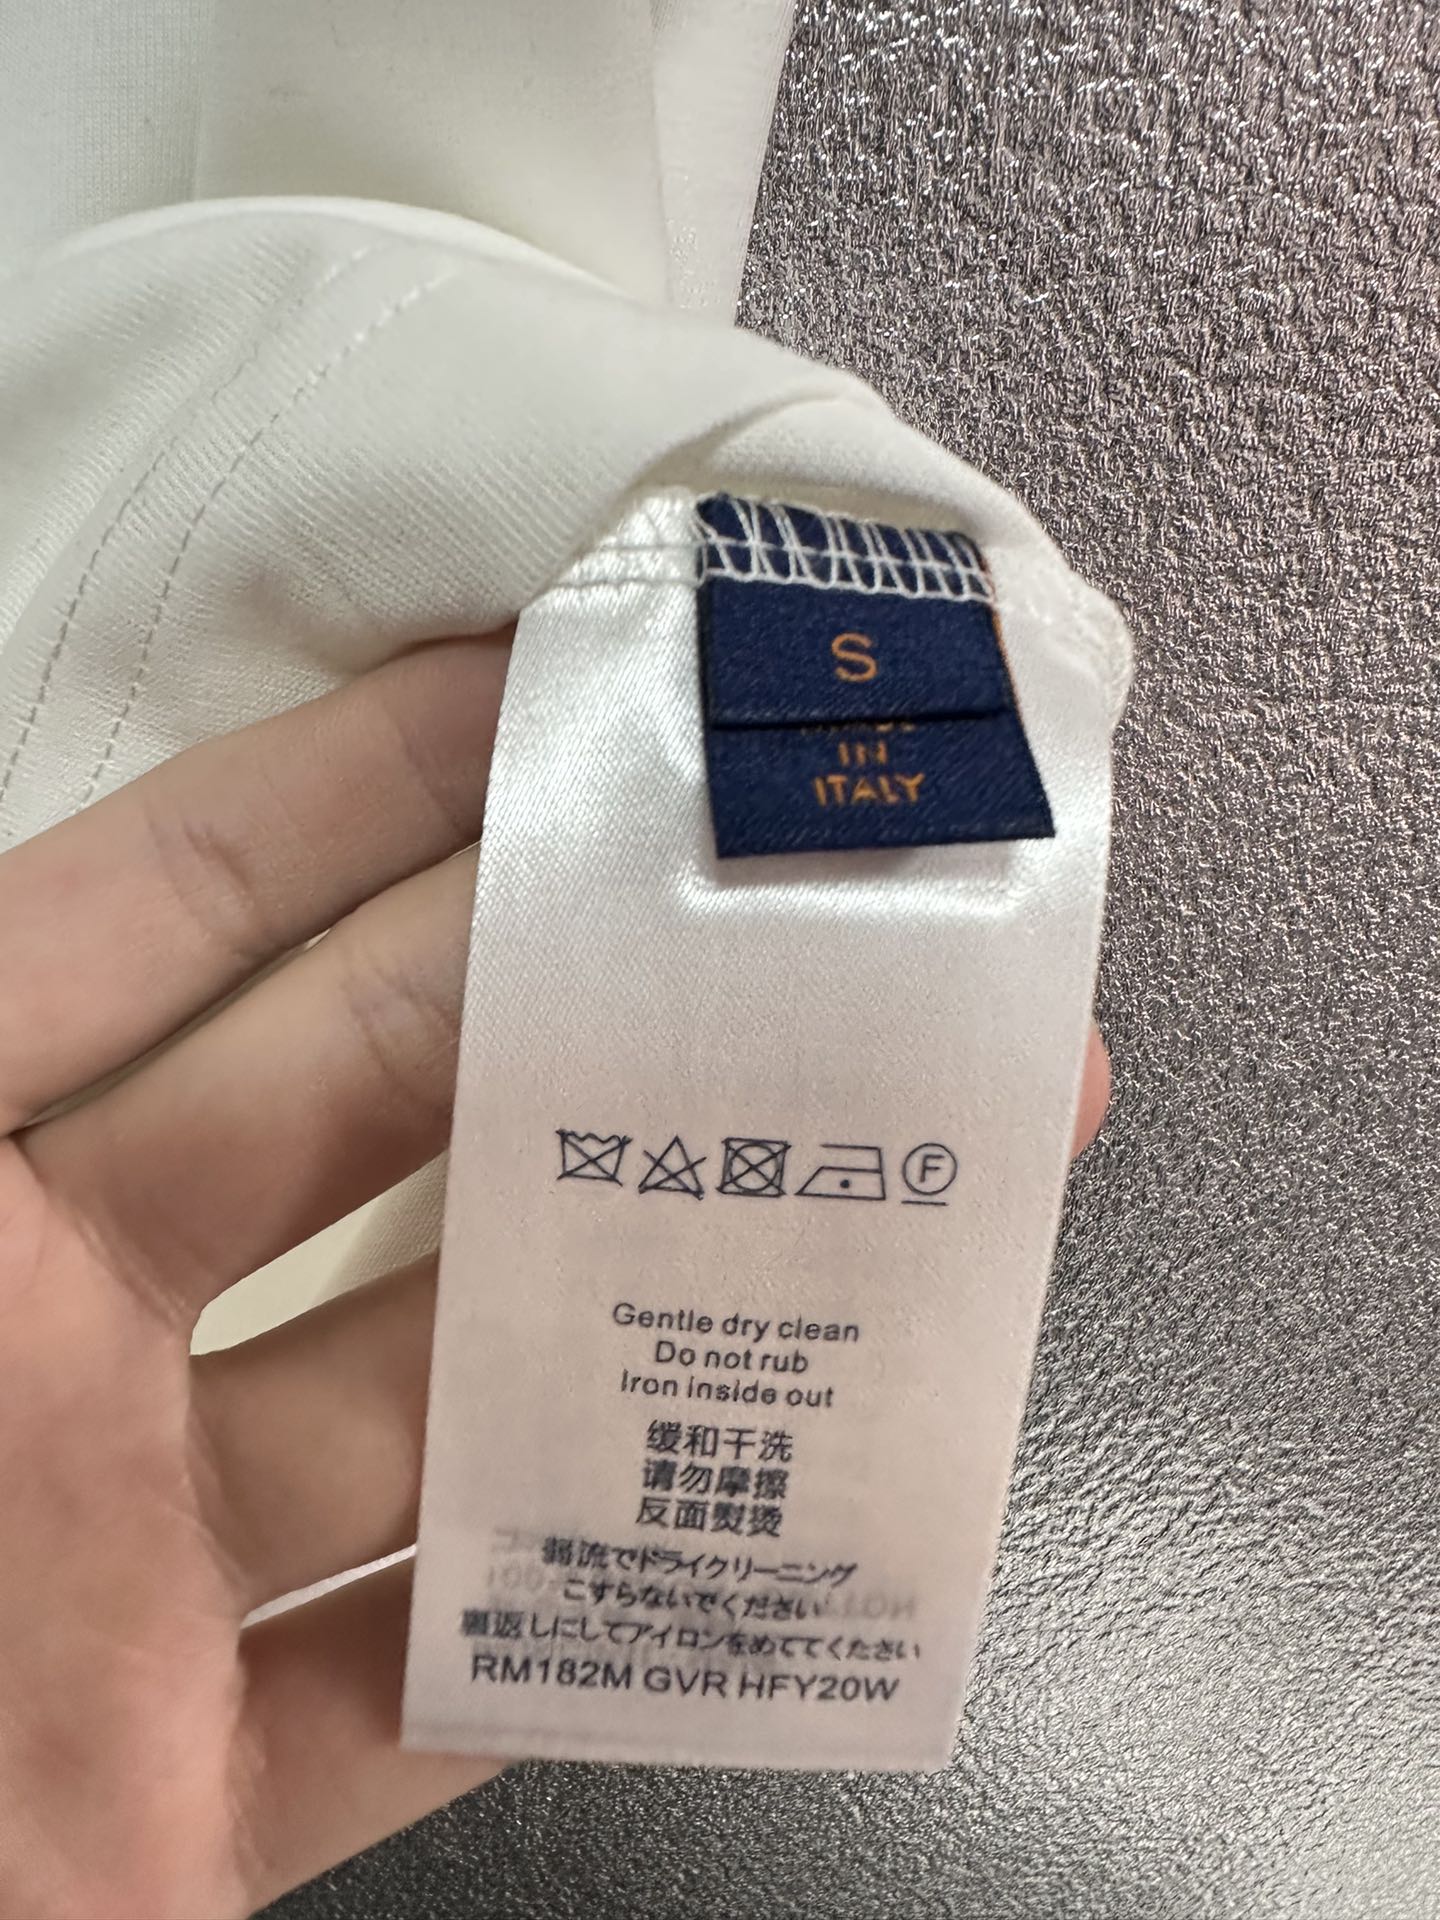 S
MADE
IN
ITALY
F
Gentle dry clean
Do not rub
Iron inside out
缓和干洗
请勿摩擦
反面熨烫
弱流でドライクリーニング
こすらないでください
裏返しにしてアイロンをめててください
RM182M GVR HFY20W